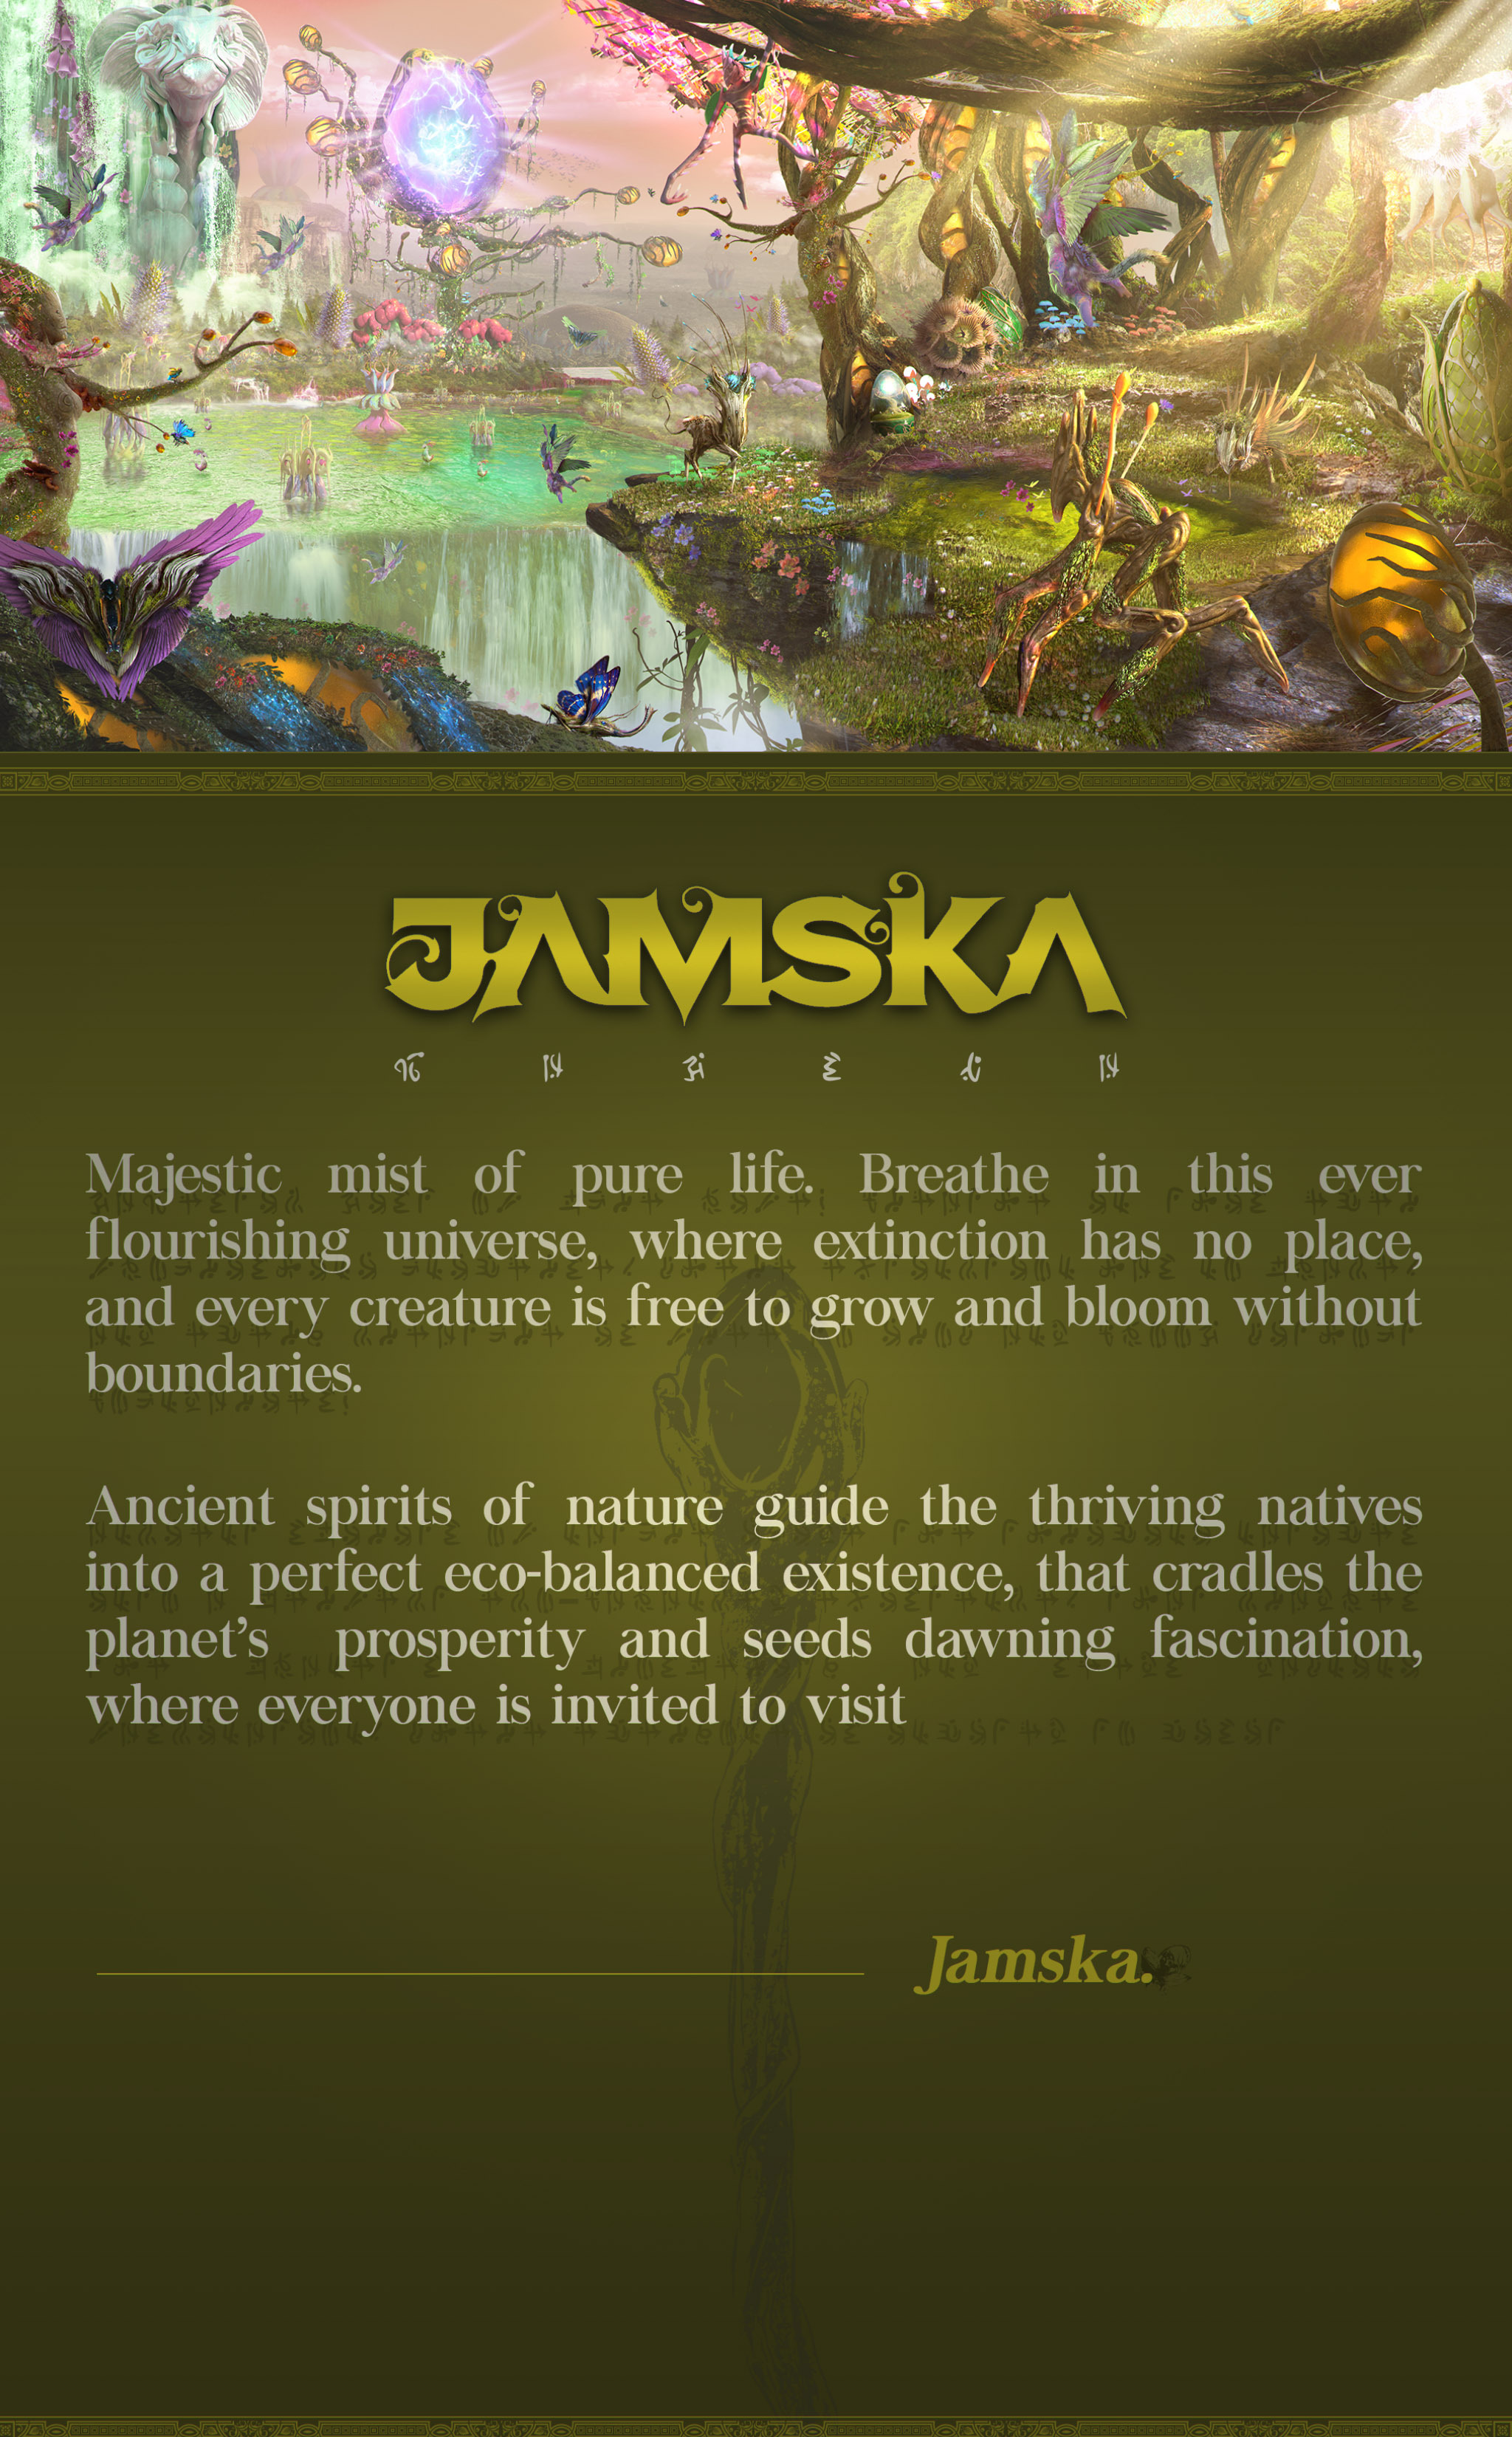 JAMSKA
Majestic mist of pure life. Breathe in this ever
flourishing universe, where extinction has no place,
and every creature is free to grow and bloom without
boundaries.
Ancient spirits of nature guide the thriving natives
into a perfect eco-balanced existence, that cradles the
planet’s prosperity and seeds dawning fascination,
where everyone is invited to visit
Jamska.